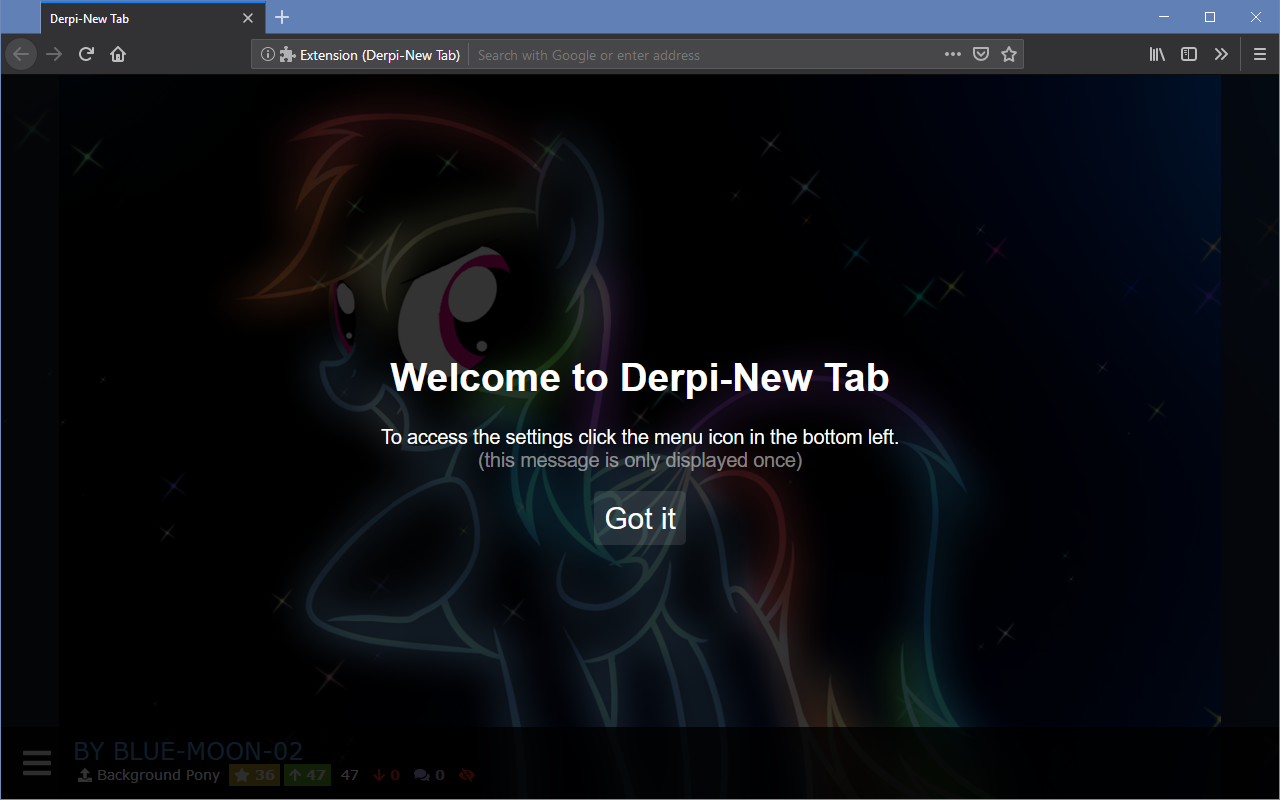 Derpi-New Tab
Extension (Derpi-New Tab) Search with Google or enter address
Welcome to Derpi-New Tab
To access the settings click the menu icon in the bottom left.
(this message is only displayed once)
Got it
BY BLUE-MOON-02
Background Pony 36 47 47 0 0